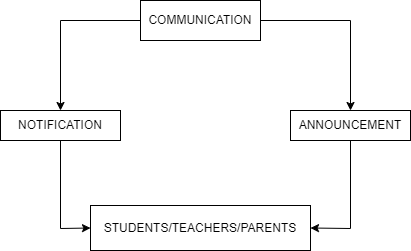 COMMUNICATION
NOTIFICATION
ANNOUNCEMENT
STUDENTS/TEACHERS/PARENTS